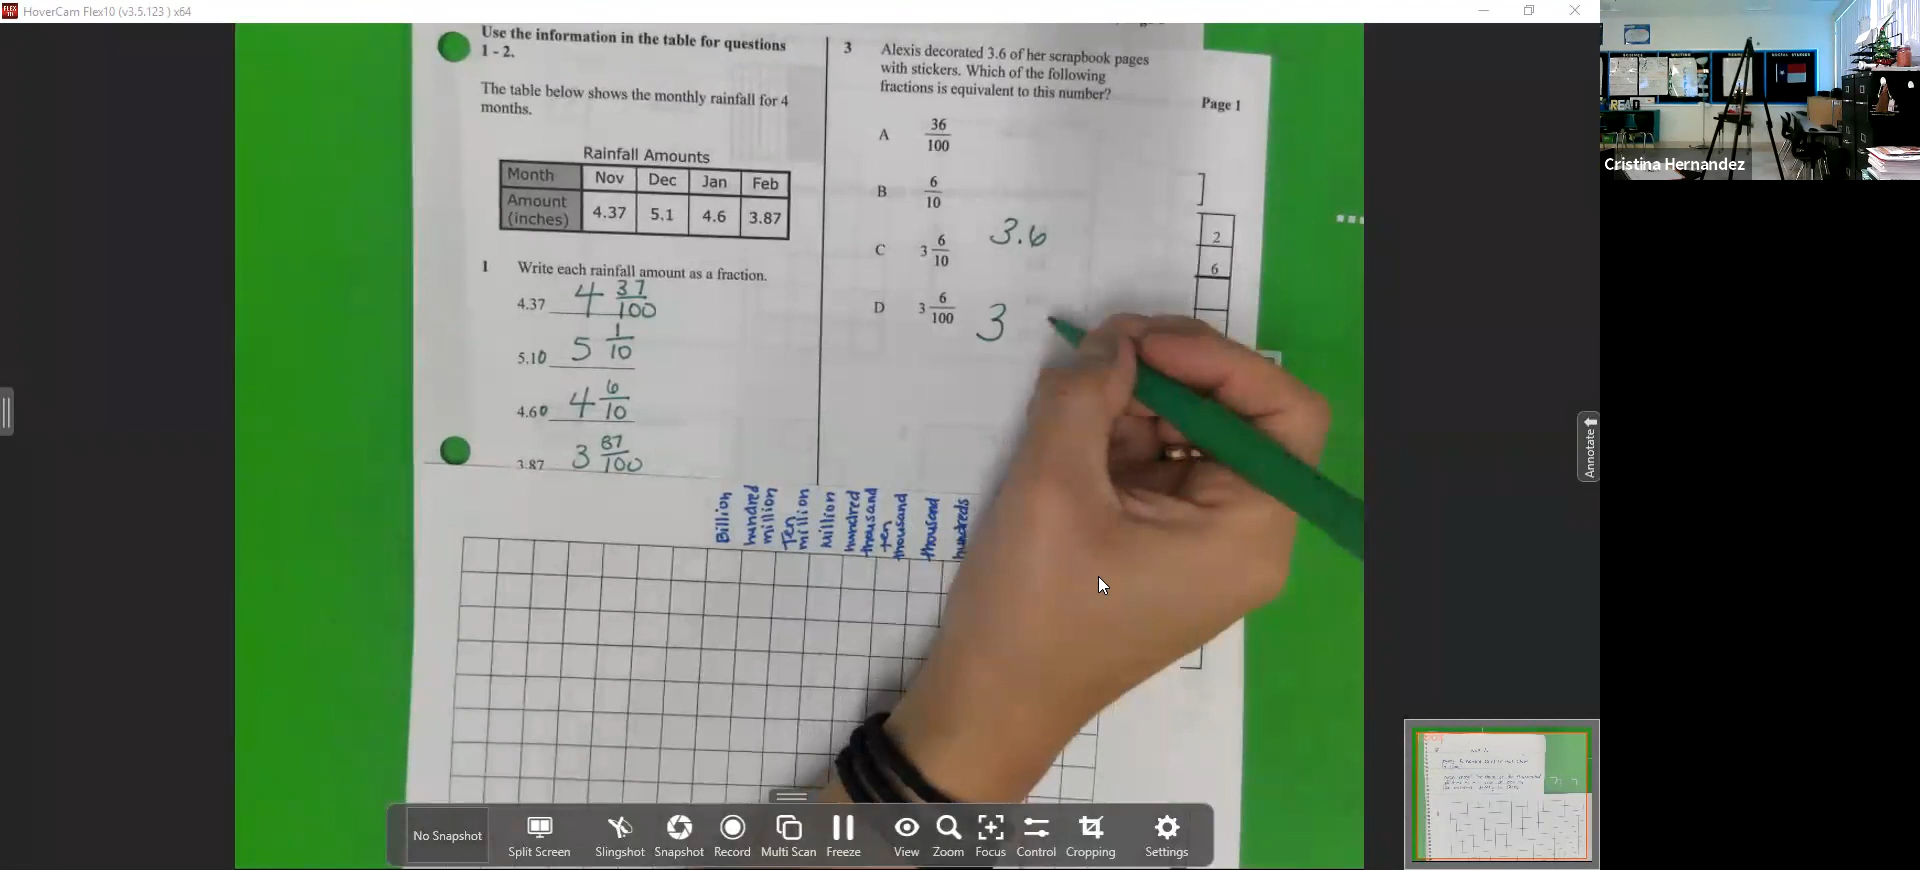 HoverCam Flex10 (v3.5.123 ) x64
Use the information in the table for questions
1 - 2.
The table below shows the monthly rainfall for 4
months.
Rainfall Amounts
Month Nov Dec Jan Feb
Amount (inches) 4.37 5.1 4.6 3.87
1 Write each rainfall amount as a fraction.
4.37 4 37/100
5.10 5 1/10
4.60 4 6/10
3.87 3 87/100
3 Alexis decorated 3.6 of her scrapbook pages
with stickers. Which of the following
fractions is equivalent to this number?
A 36/100
B 6/10
C 3 6/10
D 3 6/100
3.6
3
Page 1
2
6
Billion
hundred million
Ten million
Million
hundred thousand
ten thousand
thousand
hundreds
READ
Cristina Hernandez
Annotate
No Snapshot
Split Screen
Slingshot
Snapshot
Record
Multi Scan
Freeze
View
Zoom
Focus
Control
Cropping
Settings